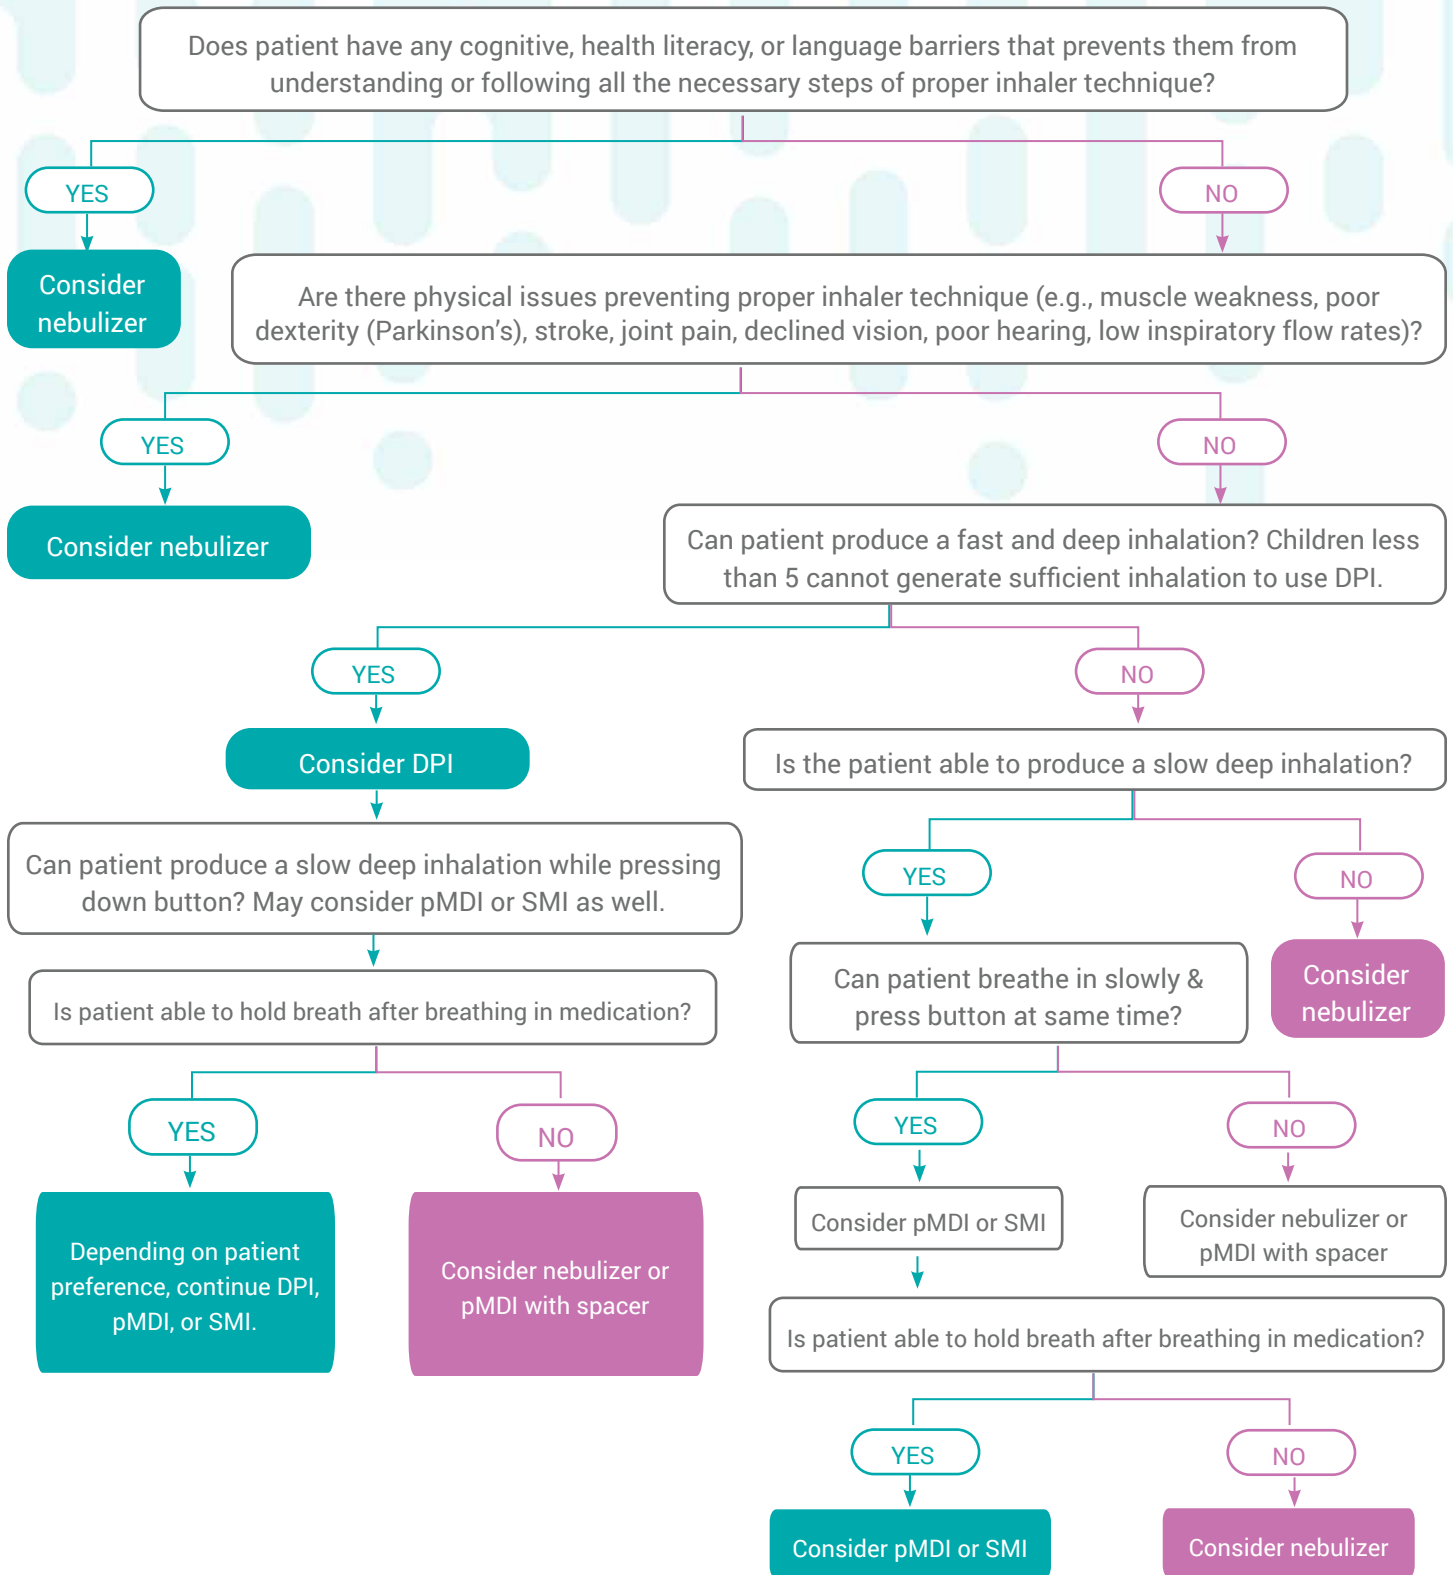 Does patient have any cognitive, health literacy, or language barriers that prevents them from
understanding or following all the necessary steps of proper inhaler technique?
YES
NO
Consider
nebulizer
Are there physical issues preventing proper inhaler technique (e.g., muscle weakness, poor
dexterity (Parkinson's), stroke, joint pain, declined vision, poor hearing, low inspiratory flow rates)?
YES
NO
Consider nebulizer
Can patient produce a fast and deep inhalation? Children less
than 5 cannot generate sufficient inhalation to use DPI.
YES
NO
Consider DPI
Is the patient able to produce a slow deep inhalation?
Can patient produce a slow deep inhalation while pressing
down button? May consider pMDI or SMI as well.
YES
NO
Is patient able to hold breath after breathing in medication?
Can patient breathe in slowly &
press button at same time?
Consider
nebulizer
YES
NO
YES
NO
Depending on patient
preference, continue DPI,
pMDI, or SMI.
Consider nebulizer or
pMDI with spacer
Consider pMDI or SMI
Consider nebulizer or
pMDI with spacer
Is patient able to hold breath after breathing in medication?
YES
NO
Consider pMDI or SMI
Consider nebulizer